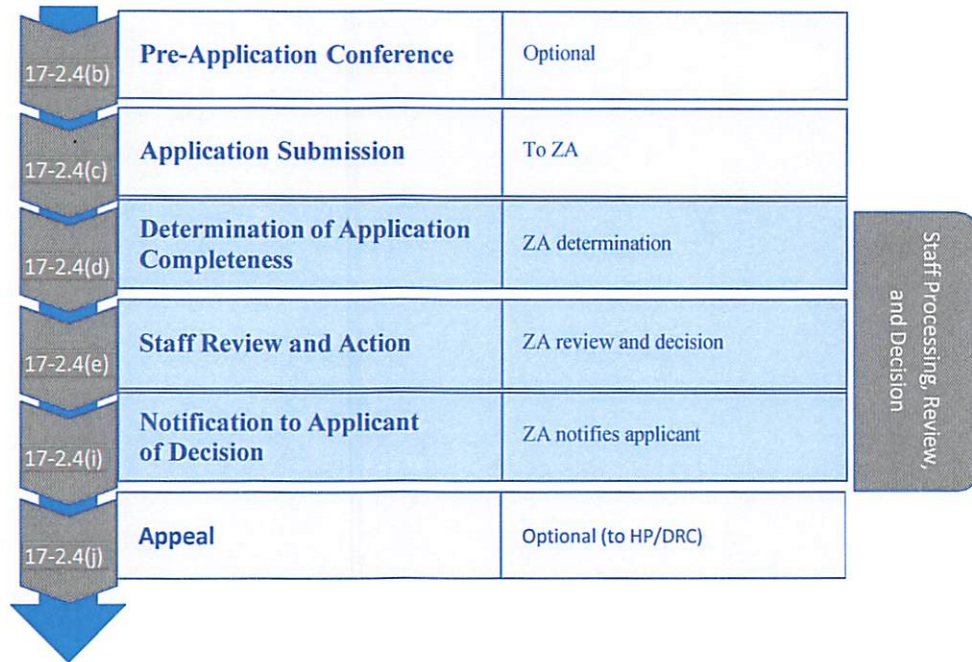 17-2.4(b)
Pre-Application Conference
Optional
17-2.4(c)
Application Submission
To ZA
17-2.4(d)
Determination of Application
Completeness
ZA determination
17-2.4(e)
Staff Review and Action
ZA review and decision
17-2.4(i)
Notification to Applicant
of Decision
ZA notifies applicant
17-2.4(j)
Appeal
Optional (to HP/DRC)
Staff Processing, Review,
and Decision